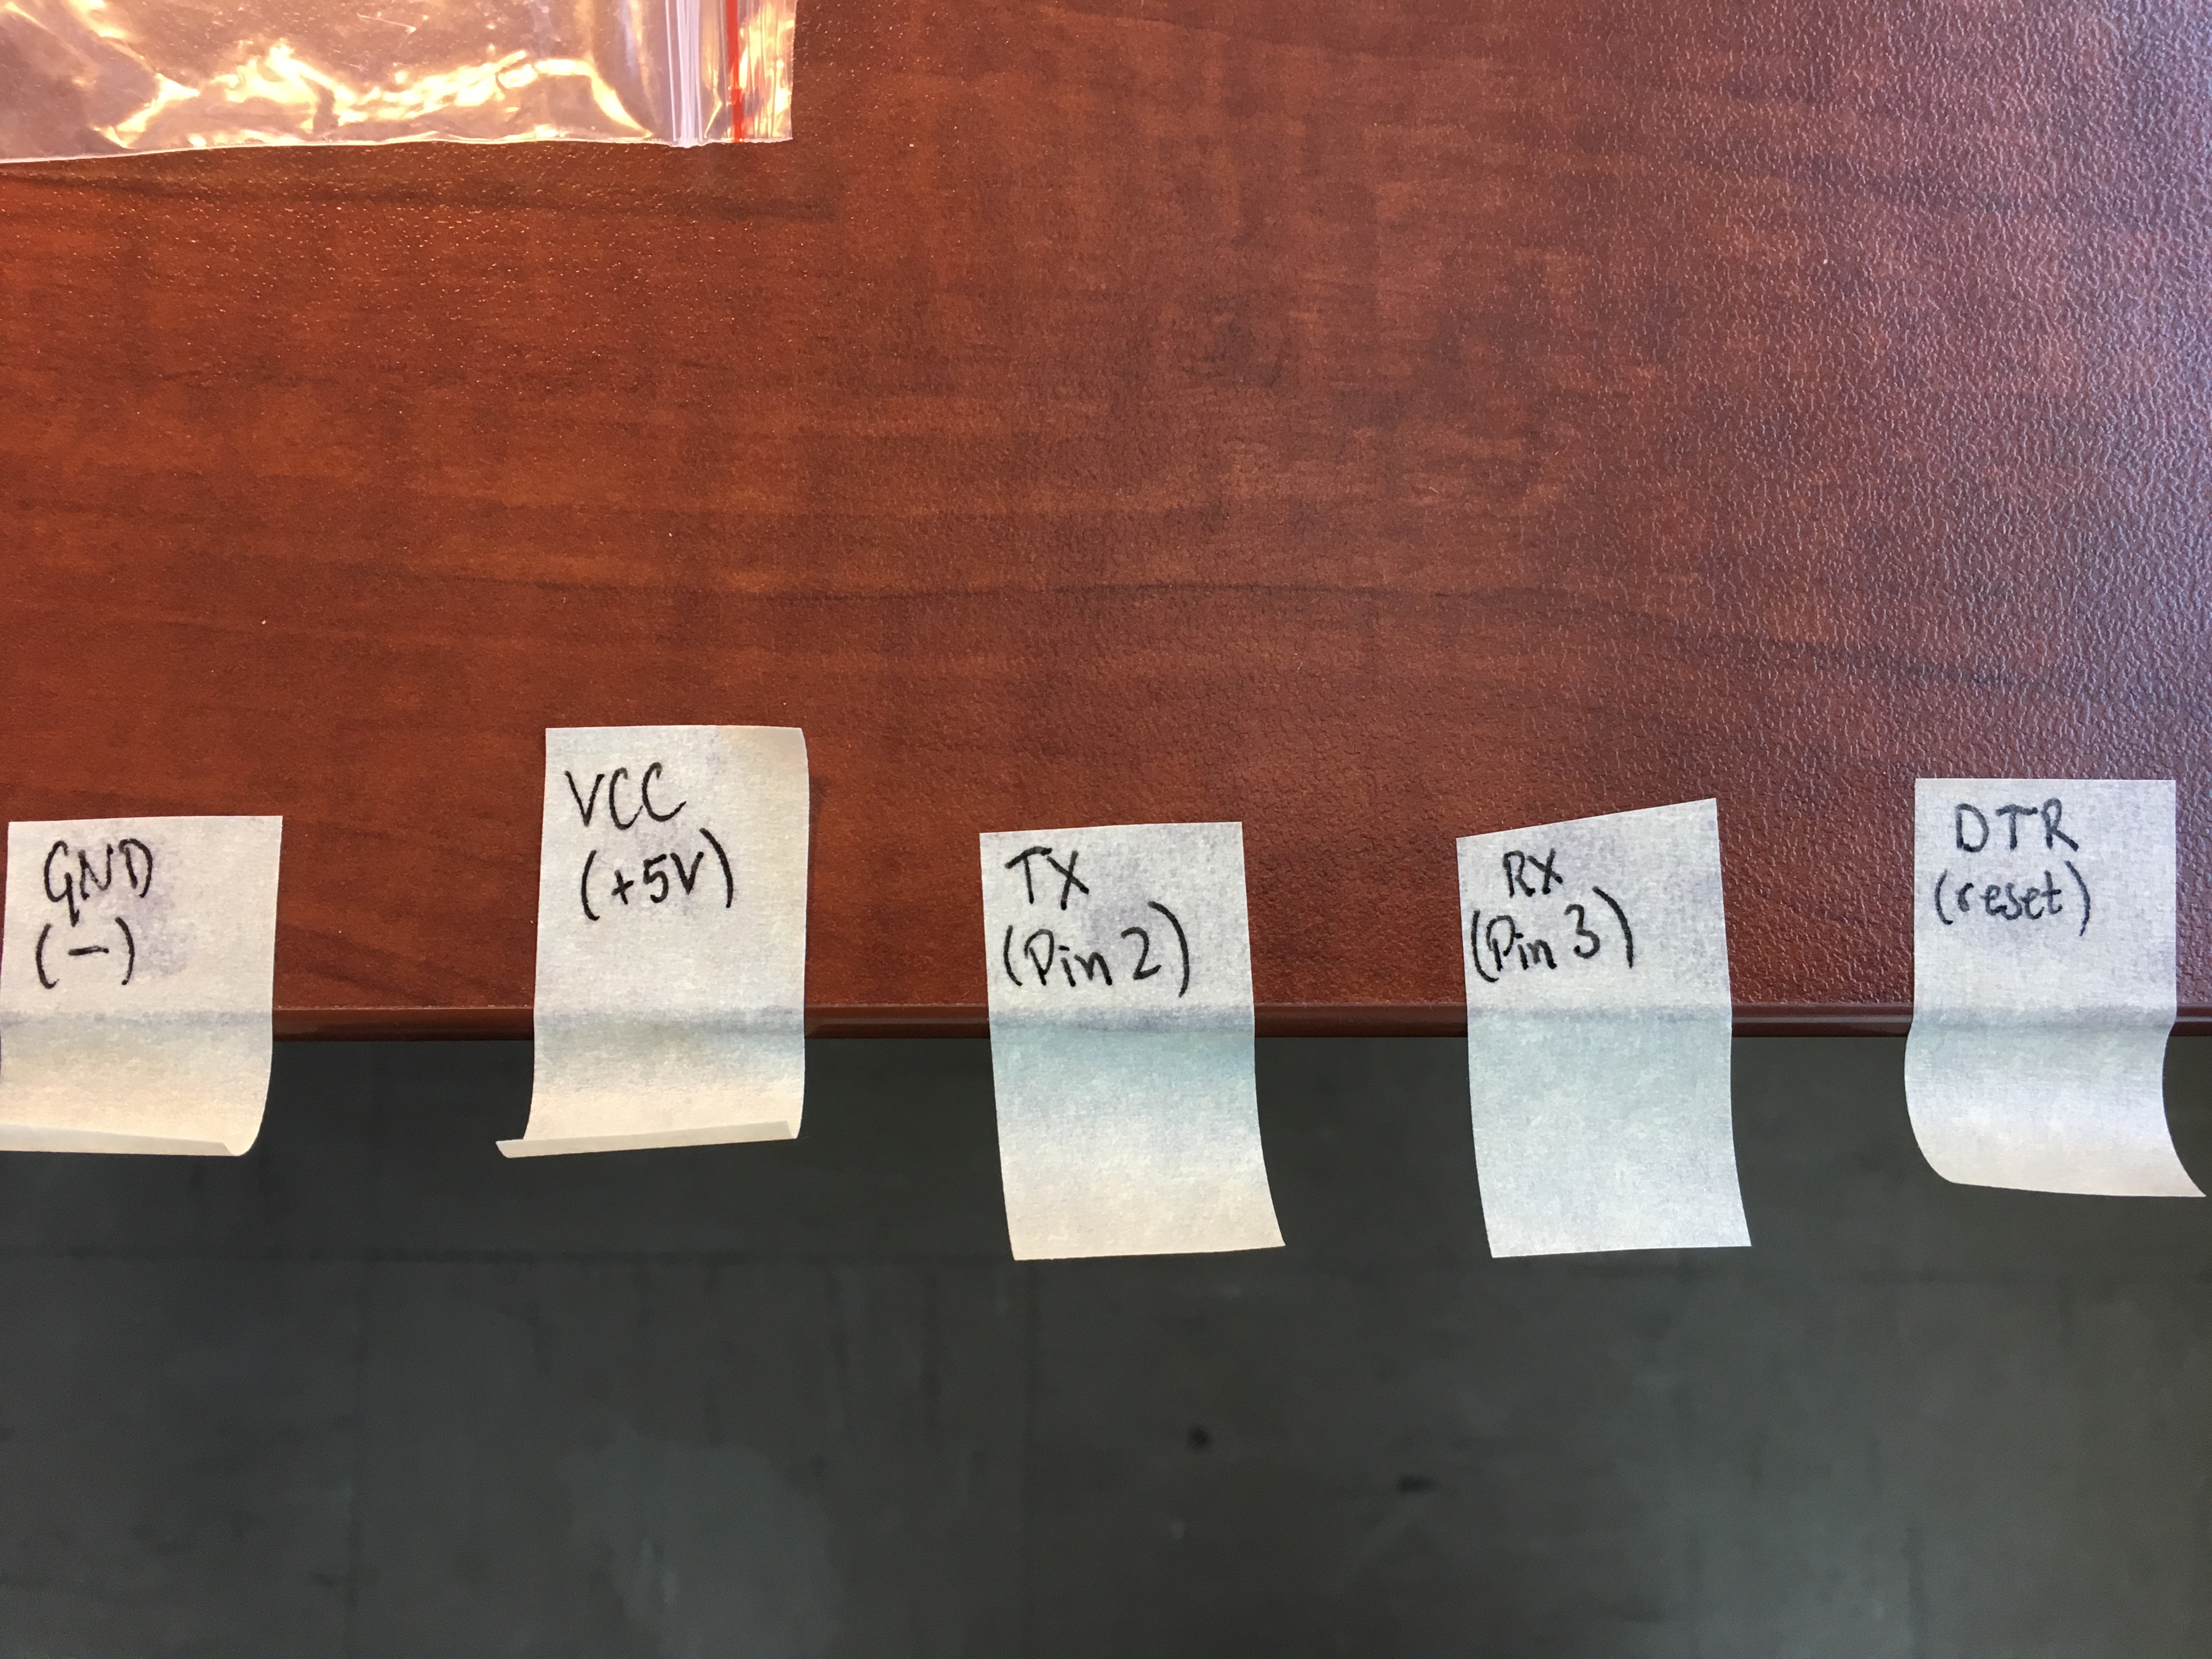 GND
(-)
VCC
(+5V)
TX
(Pin 2)
RX
(Pin 3)
DTR
(reset)